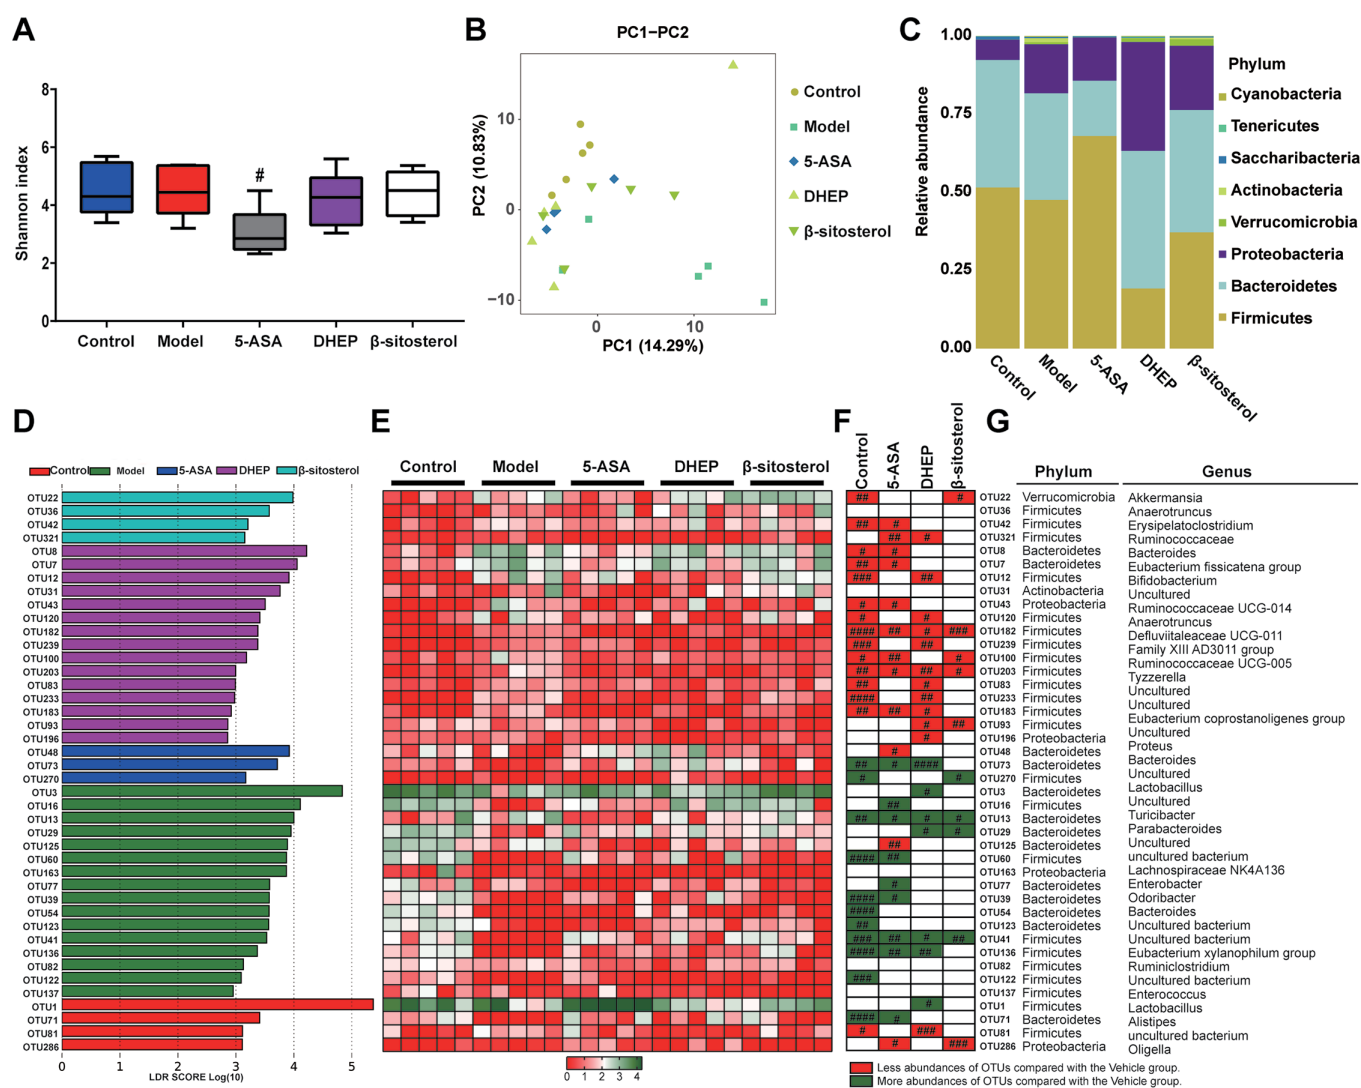 A
Shannon index
8
6
4
2
0
#
Control Model 5-ASA DHEP β-sitosterol
B
PC1−PC2
PC2 (10.83%)
10
0
−10
0 10
PC1 (14.29%)
Control
Model
5-ASA
DHEP
β-sitosterol
C
Relative abundance
1.00
0.75
0.50
0.25
0.00
Control Model 5-ASA DHEP β-sitosterol
Phylum
Cyanobacteria
Tenericutes
Saccharibacteria
Actinobacteria
Verrucomicrobia
Proteobacteria
Bacteroidetes
Firmicutes
D
Control Model 5-ASA DHEP β-sitosterol
OTU22
OTU36
OTU42
OTU321
OTU8
OTU7
OTU12
OTU31
OTU43
OTU120
OTU182
OTU239
OTU100
OTU203
OTU83
OTU233
OTU183
OTU93
OTU196
OTU48
OTU73
OTU270
OTU3
OTU16
OTU13
OTU29
OTU125
OTU60
OTU163
OTU77
OTU39
OTU54
OTU123
OTU41
OTU136
OTU82
OTU122
OTU137
OTU1
OTU71
OTU81
OTU286
0 1 2 3 4 5
LDR SCORE Log(10)
E
Control Model 5-ASA DHEP β-sitosterol
0 1 2 3 4
F
Control 5-ASA DHEP β-sitosterol
## #
## #
## #
# #
## #
### ##
# #
# #
#### ## # ###
### ##
# ## #
## # ## #
## #
#### ##
## ## #
# ##
#
#
## # ####
# #
#
##
## # # #
# #
##
#### ##
#
#### #
####
##
### ## # ##
#### ## ##
###
#
#### #
# ###
# ###
G
Phylum Genus
OTU22 Verrucomicrobia
OTU36 Firmicutes
OTU42 Firmicutes
OTU321 Firmicutes
OTU8 Bacteroidetes
OTU7 Bacteroidetes
OTU12 Firmicutes
OTU31 Actinobacteria
OTU43 Proteobacteria
OTU120 Firmicutes
OTU182 Firmicutes
OTU239 Firmicutes
OTU100 Firmicutes
OTU203 Firmicutes
OTU83 Firmicutes
OTU233 Firmicutes
OTU183 Firmicutes
OTU93 Firmicutes
OTU196 Proteobacteria
OTU48 Bacteroidetes
OTU73 Bacteroidetes
OTU270 Firmicutes
OTU3 Bacteroidetes
OTU16 Firmicutes
OTU13 Bacteroidetes
OTU29 Bacteroidetes
OTU125 Bacteroidetes
OTU60 Firmicutes
OTU163 Proteobacteria
OTU77 Bacteroidetes
OTU39 Bacteroidetes
OTU54 Bacteroidetes
OTU123 Bacteroidetes
OTU41 Firmicutes
OTU136 Firmicutes
OTU82 Firmicutes
OTU122 Firmicutes
OTU137 Firmicutes
OTU1 Firmicutes
OTU71 Bacteroidetes
OTU81 Firmicutes
OTU286 Proteobacteria
Akkermansia
Anaerotruncus
Erysipelatoclostridium
Ruminococcaceae
Bacteroides
Eubacterium fissicatena group
Bifidobacterium
Uncultured
Ruminococcaceae UCG-014
Anaerotruncus
Defluviitaleaceae UCG-011
Family XIII AD3011 group
Ruminococcaceae UCG-005
Tyzzerella
Uncultured
Uncultured
Eubacterium coprostanoligenes group
Uncultured
Proteus
Bacteroides
Uncultured
Lactobacillus
Uncultured
Turicibacter
Parabacteroides
Uncultured
uncultured bacterium
Lachnospiraceae NK4A136
Enterobacter
Odoribacter
Bacteroides
Uncultured bacterium
Uncultured bacterium
Eubacterium xylanophilum group
Ruminiclostridium
Uncultured bacterium
Enterococcus
Lactobacillus
Alistipes
uncultured bacterium
Oligella
Less abundances of OTUs compared with the Vehicle group.
More abundances of OTUs compared with the Vehicle group.